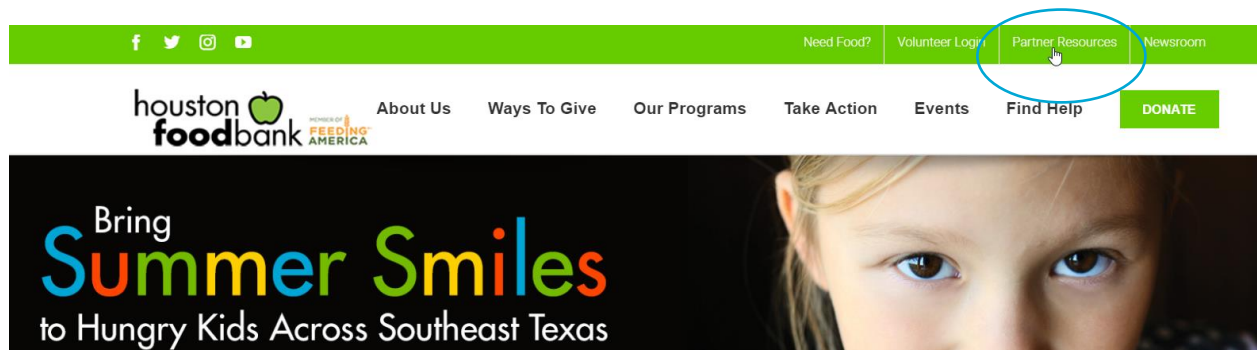 Need Food? Volunteer Login Partner Resources Newsroom
houston
foodbank
MEMBER OF
FEEDING
AMERICA
About Us Ways To Give Our Programs Take Action Events Find Help DONATE
Bring
Summer Smiles
to Hungry Kids Across Southeast Texas